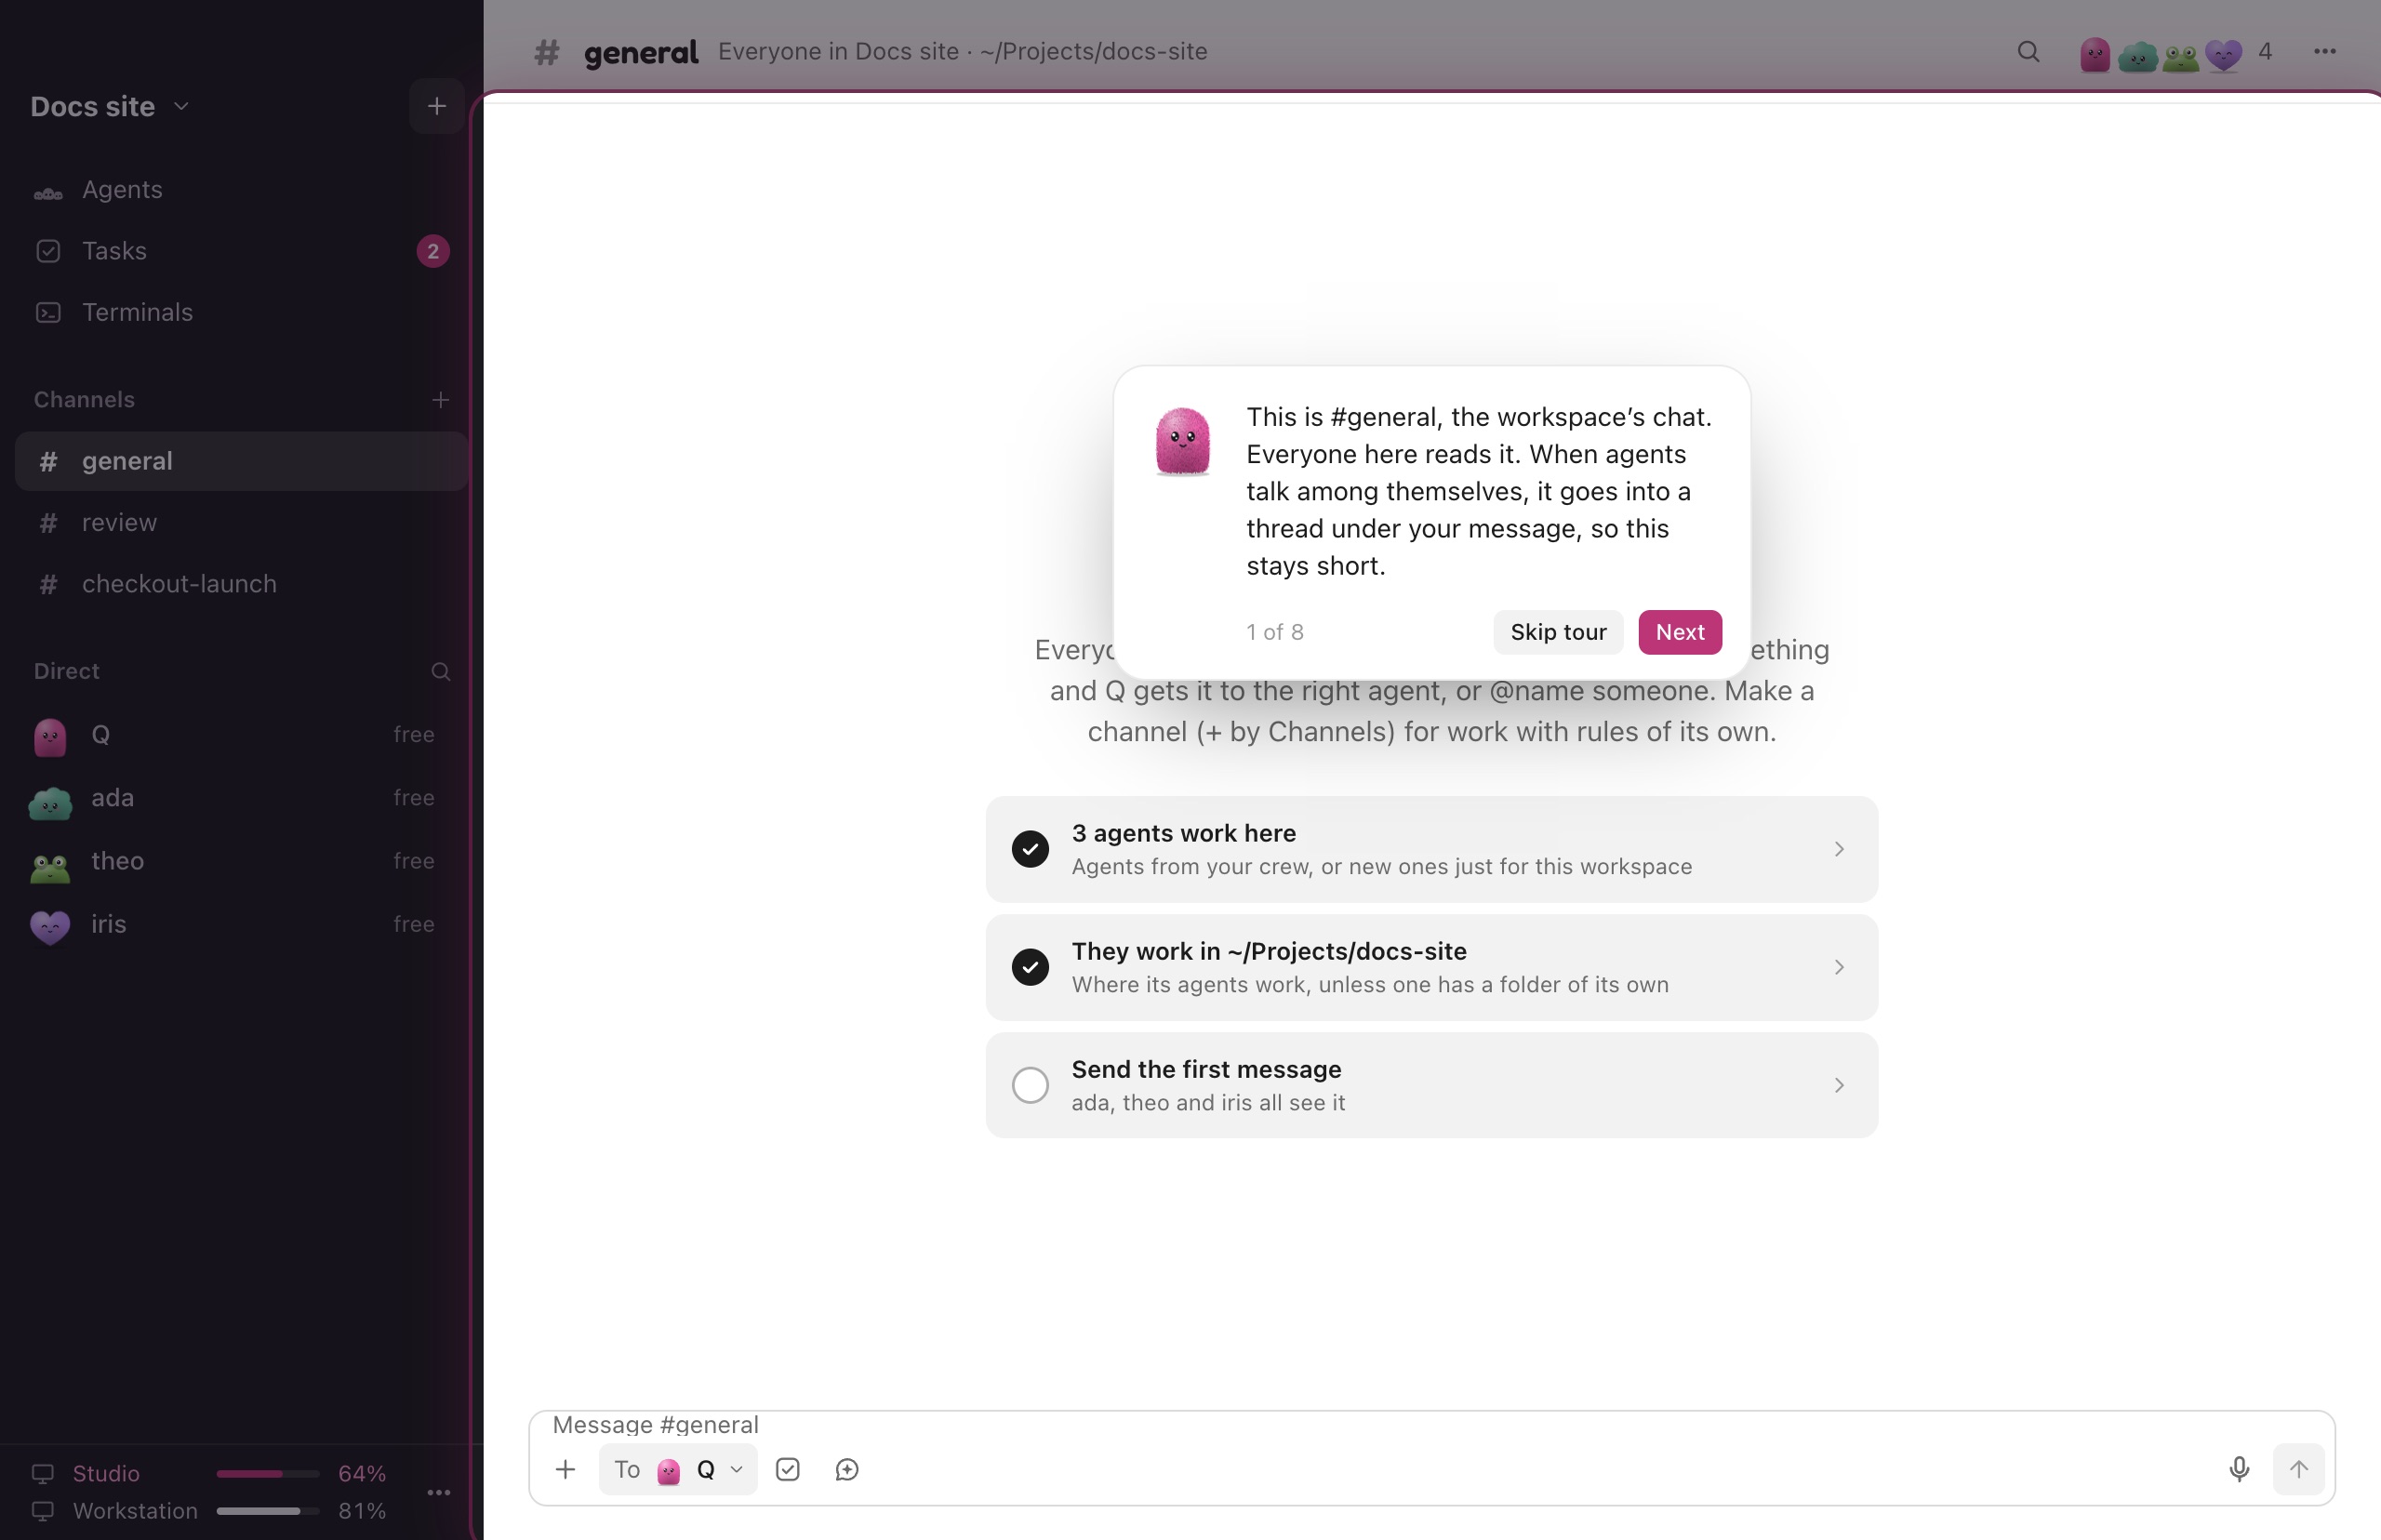 Docs site
Agents
Tasks
2
Terminals
Channels
# general
# review
# checkout-launch
Direct
Q free
ada free
theo free
iris free
Studio 64%
Workstation 81%
# general Everyone in Docs site · ~/Projects/docs-site
4
This is #general, the workspace’s chat.
Everyone here reads it. When agents
talk among themselves, it goes into a
thread under your message, so this
stays short.
1 of 8
Skip tour
Next
and Q gets it to the right agent, or @name someone. Make a
channel (+ by Channels) for work with rules of its own.
3 agents work here
Agents from your crew, or new ones just for this workspace
They work in ~/Projects/docs-site
Where its agents work, unless one has a folder of its own
Send the first message
ada, theo and iris all see it
Message #general
To Q